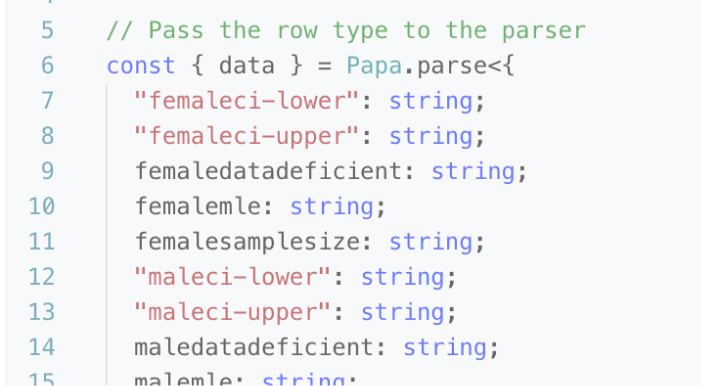 5 // Pass the row type to the parser
6 const { data } = Papa.parse<{
7 "femaleci-lower": string;
8 "femaleci-upper": string;
9 femaledatadeficient: string;
10 femalemle: string;
11 femalesamplesize: string;
12 "maleci-lower": string;
13 "maleci-upper": string;
14 maledatadeficient: string;
15 malemle: string;